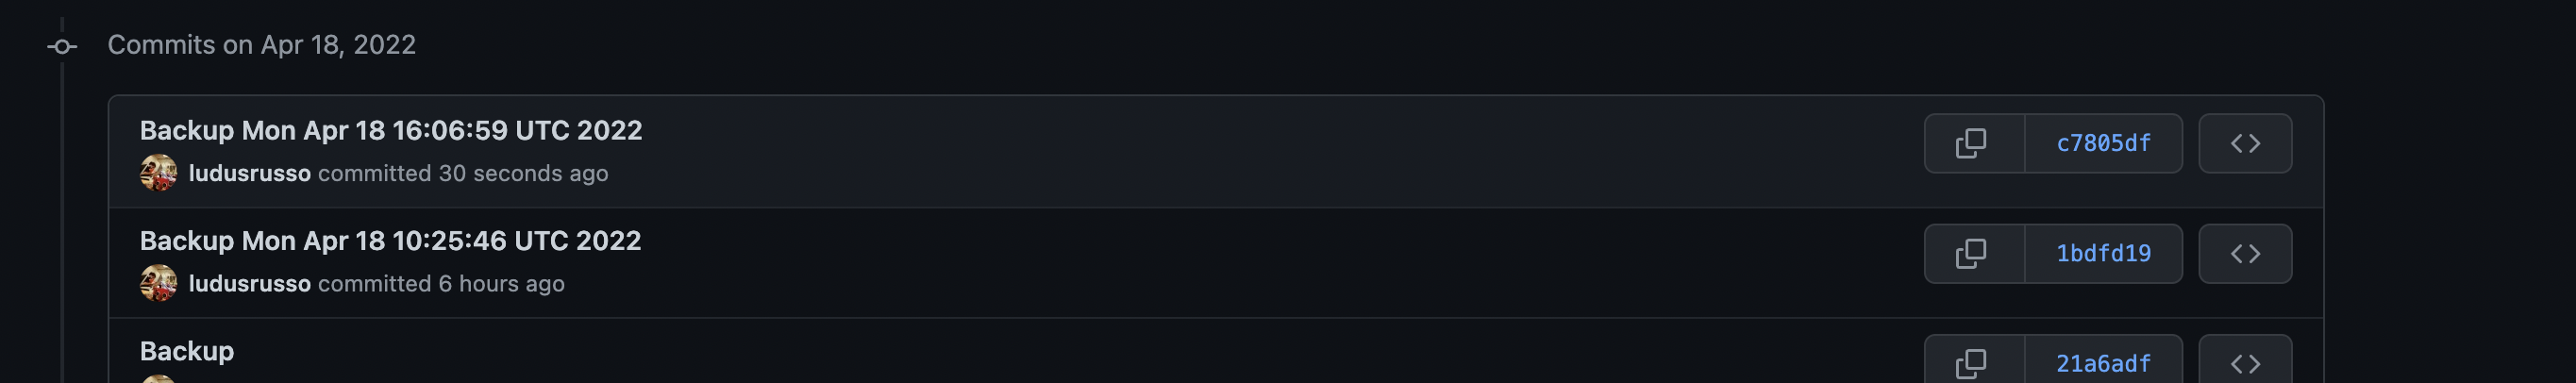 Commits on Apr 18, 2022
Backup Mon Apr 18 16:06:59 UTC 2022
c7805df
ludusrusso committed 30 seconds ago
Backup Mon Apr 18 10:25:46 UTC 2022
1bdfd19
ludusrusso committed 6 hours ago
Backup
21a6adf